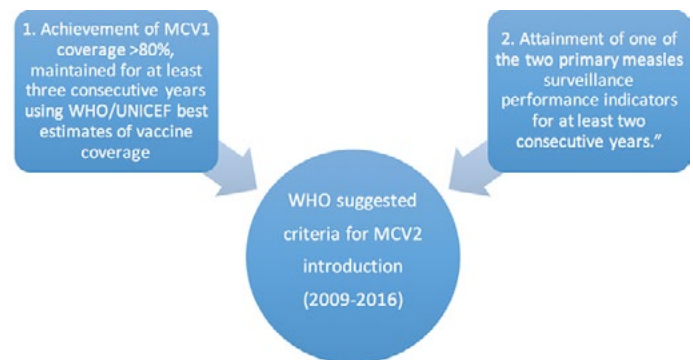 1. Achievement of MCV1
coverage >80%,
maintained for at least
three consecutive years
using WHO/UNICEF best
estimates of vaccine
coverage
2. Attainment of one of
the two primary measles
surveillance
performance indicators
for at least two
consecutive years.”
WHO suggested
criteria for MCV2
introduction
(2009-2016)